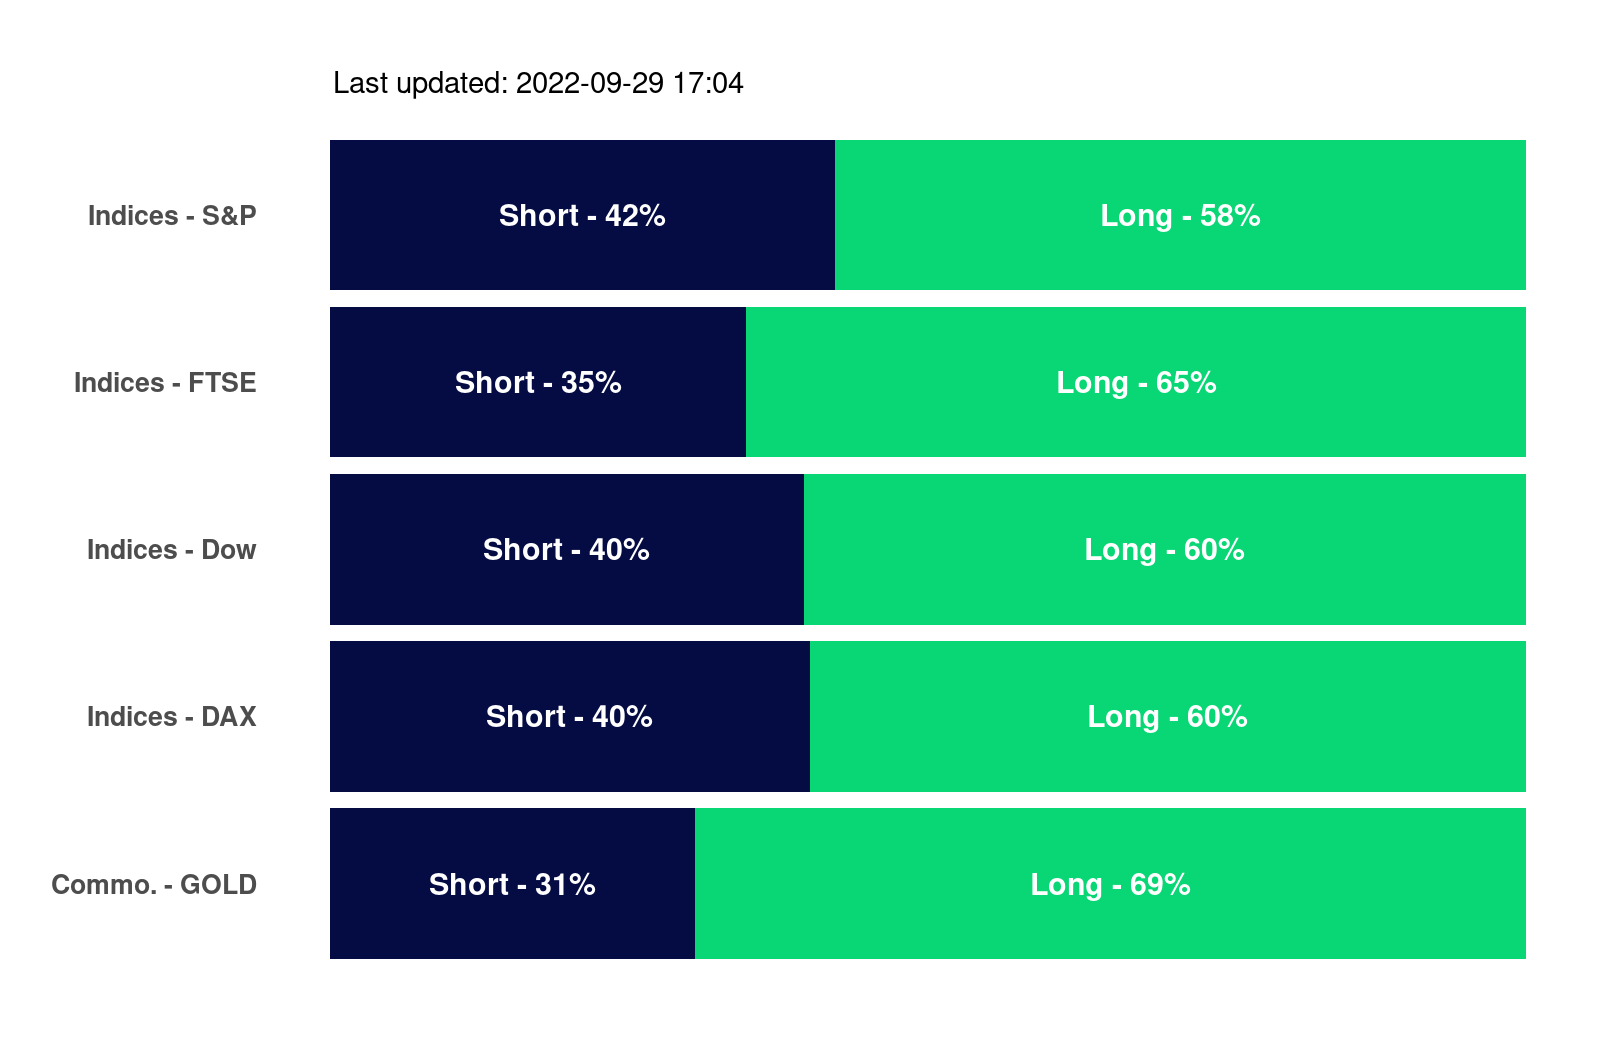 Last updated: 2022-09-29 17:04
Indices - S&P
Short - 42%
Long - 58%
Indices - FTSE
Short - 35%
Long - 65%
Indices - Dow
Short - 40%
Long - 60%
Indices - DAX
Short - 40%
Long - 60%
Commo. - GOLD
Short - 31%
Long - 69%